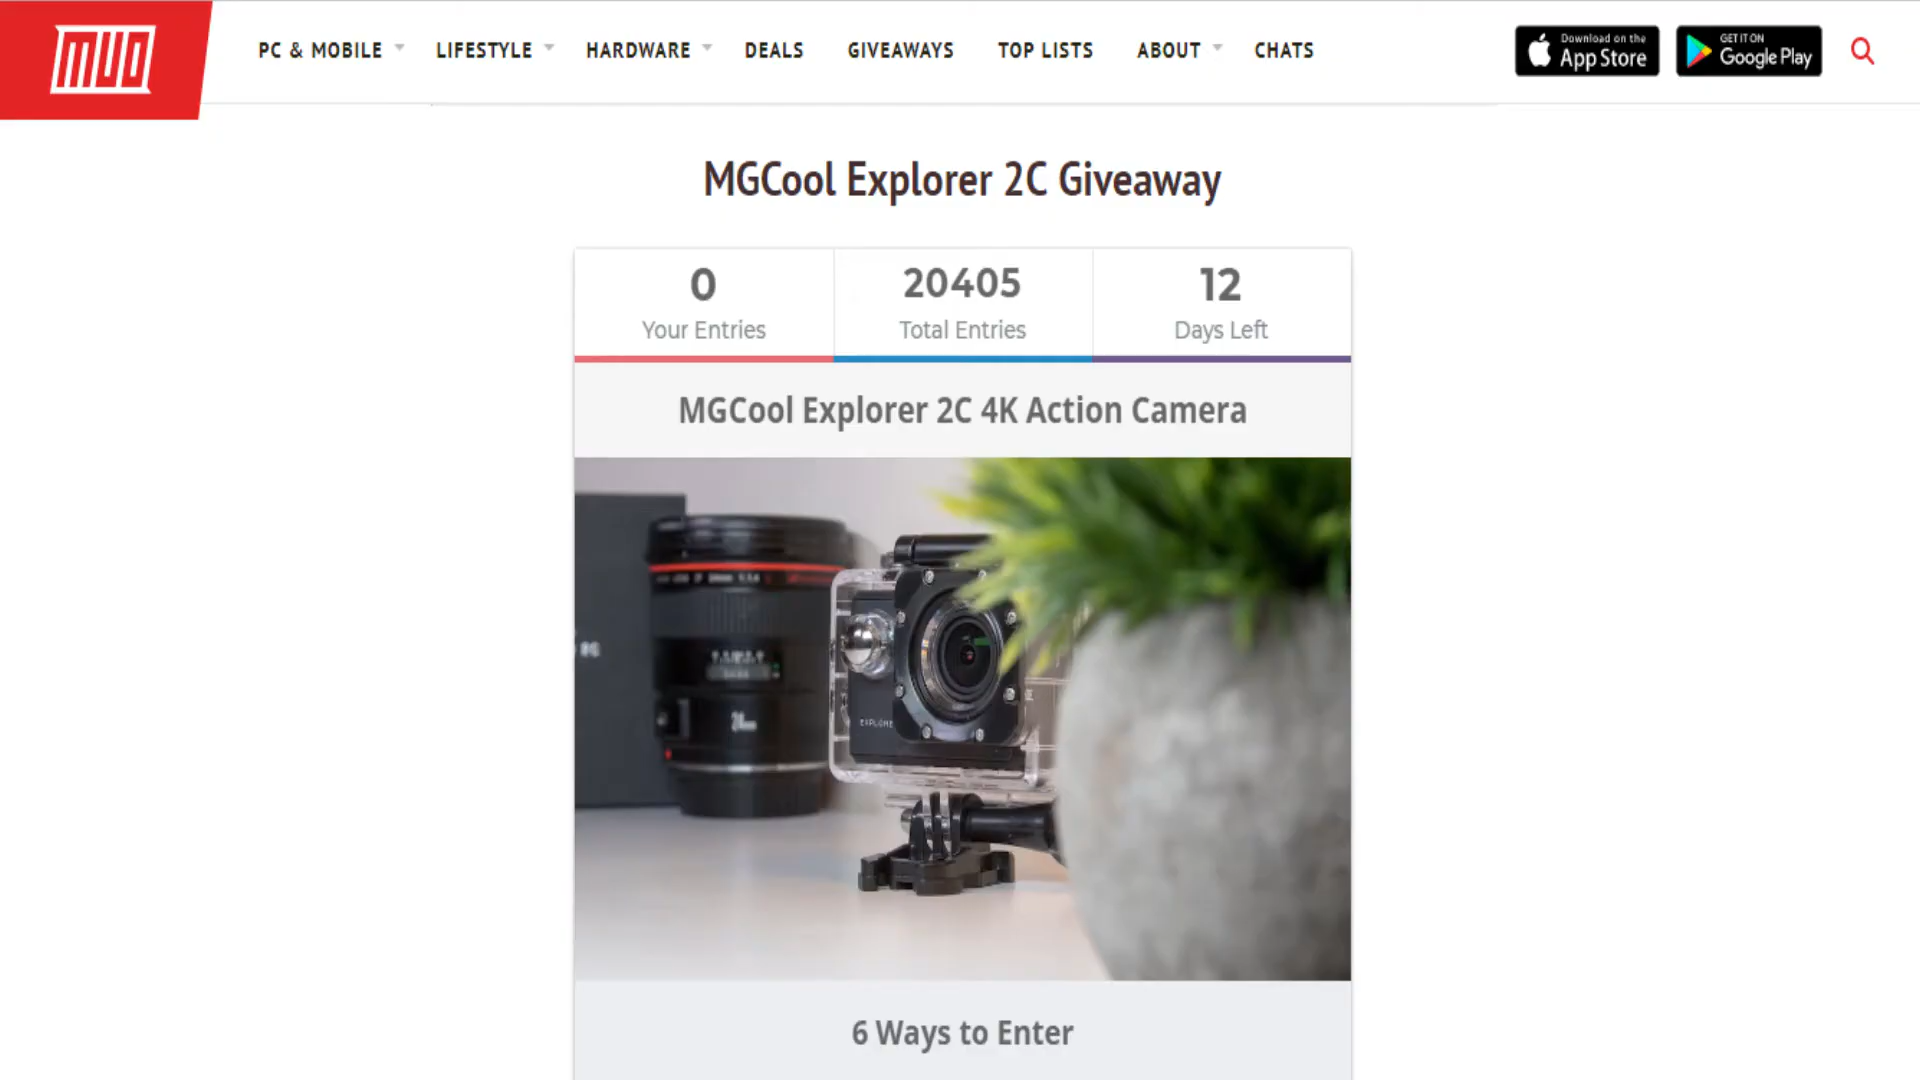 MUO
PC & MOBILE
LIFESTYLE
HARDWARE
DEALS
GIVEAWAYS
TOP LISTS
ABOUT
CHATS
Download on the
App Store
GET IT ON
Google Play
MGCool Explorer 2C Giveaway
0
Your Entries
20405
Total Entries
12
Days Left
MGCool Explorer 2C 4K Action Camera
EXPLORE
6 Ways to Enter